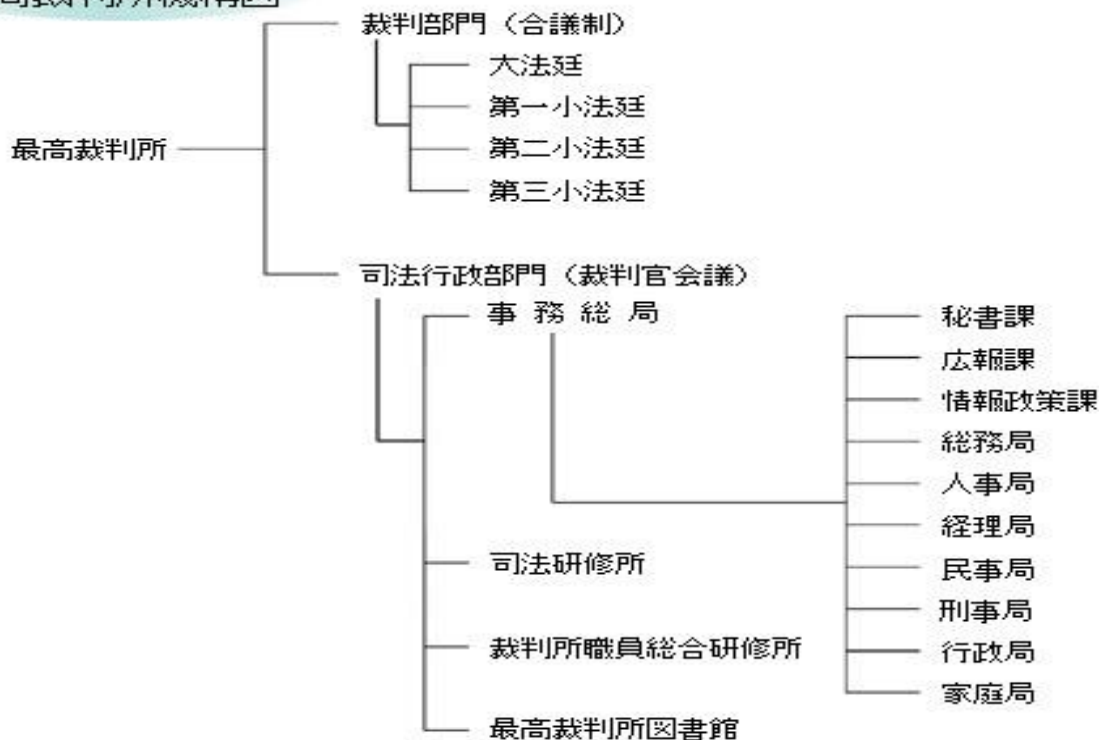 裁判部門（合議制）
大法廷
第一小法廷
第二小法廷
第三小法廷
最高裁判所
司法行政部門（裁判官会議）
事務総局
秘書課
広報課
情報政策課
総務局
人事局
経理局
民事局
刑事局
行政局
家庭局
司法研修所
裁判所職員総合研修所
最高裁判所図書館